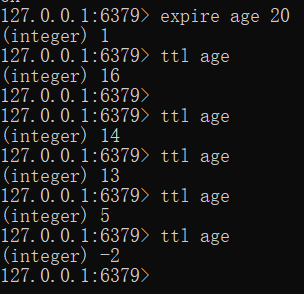 127.0.0.1:6379> expire age 20
(integer) 1
127.0.0.1:6379> ttl age
(integer) 16
127.0.0.1:6379>
127.0.0.1:6379> ttl age
(integer) 14
127.0.0.1:6379> ttl age
(integer) 13
127.0.0.1:6379> ttl age
(integer) 5
127.0.0.1:6379> ttl age
(integer) -2
127.0.0.1:6379>